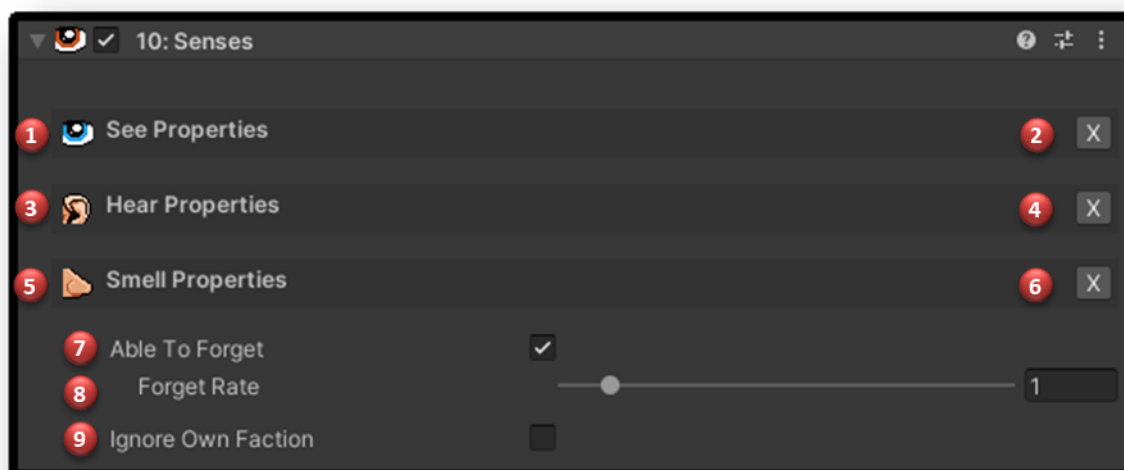 10: Senses
1 See Properties 2 X
3 Hear Properties 4 X
5 Smell Properties 6 X
7 Able To Forget
8 Forget Rate 1
9 Ignore Own Faction